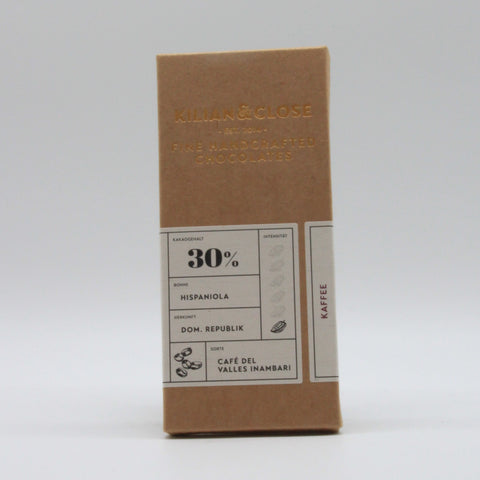 KILIAN&CLOSE
· EST. 2014 ·
FINE HANDCRAFTED
CHOCOLATES
KAKAOGEHALT
30%
INTENSITÄT
BOHNE
HISPANIOLA
HERKUNFT
DOM. REPUBLIK
SORTE
CAFÉ DEL
VALLES INAMBARI
KAFFEE